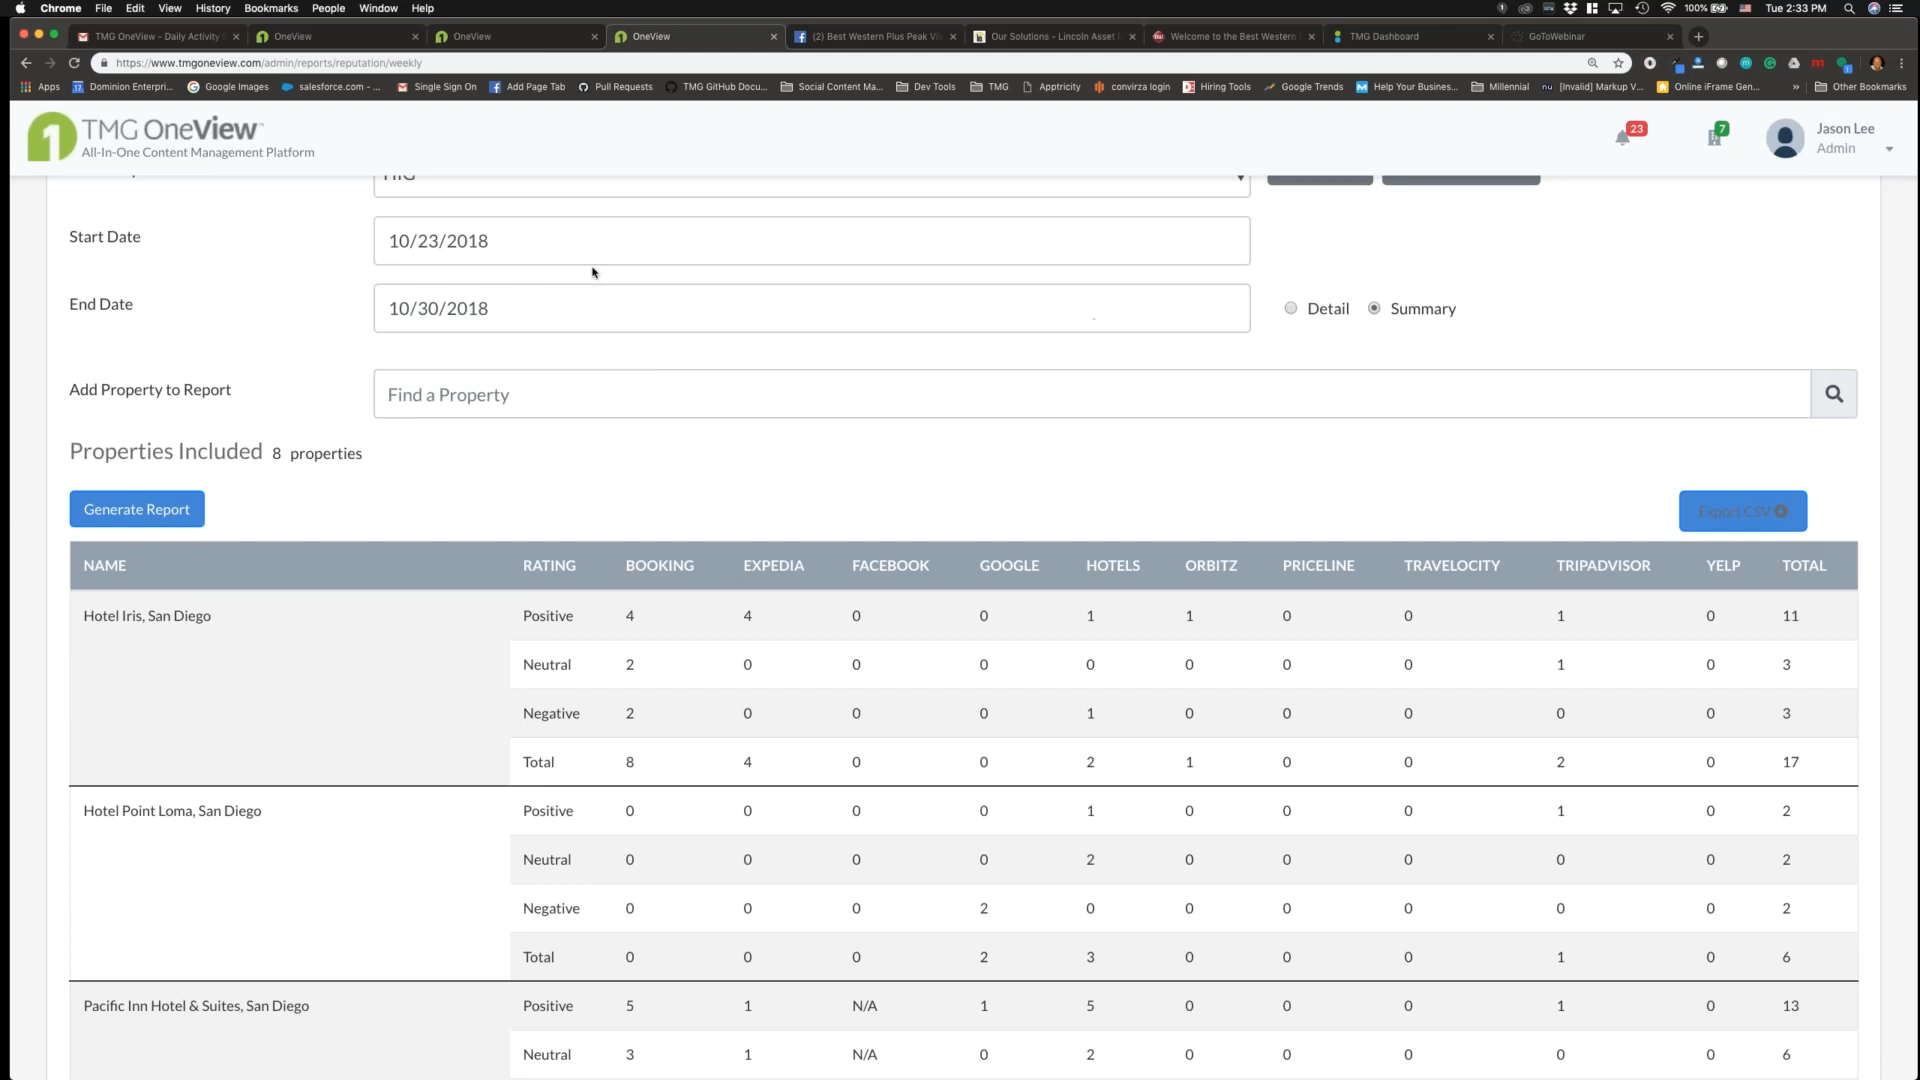 Chrome File Edit View History Bookmarks People Window Help 100% Tue 2:33 PM
TMG OneView - Daily Activity OneView OneView OneView (2) Best Western Plus Peak Vi Our Solutions - Lincoln Asset Welcome to the Best Western TMG Dashboard GoToWebinar
https://www.tmgoneview.com/admin/reports/reputation/weekly
Apps Dominion Enterpri... Google Images salesforce.com - ... Single Sign On Add Page Tab Pull Requests TMG GitHub Docu... Social Content Ma... Dev Tools TMG Apptricity convirza login Hiring Tools Google Trends Help Your Busines... Millennial [Invalid] Markup V... Online iFrame Gen... » Other Bookmarks
TMG OneView™
All-In-One Content Management Platform
23
7
Jason Lee
Admin
Start Date
10/23/2018
End Date
10/30/2018
Detail Summary
Add Property to Report
Find a Property
Properties Included 8 properties
Generate Report
Export CSV
NAME RATING BOOKING EXPEDIA FACEBOOK GOOGLE HOTELS ORBITZ PRICELINE TRAVELOCITY TRIPADVISOR YELP TOTAL
Hotel Iris, San Diego Positive 4 4 0 0 1 1 0 0 1 0 11
Neutral 2 0 0 0 0 0 0 0 1 0 3
Negative 2 0 0 0 1 0 0 0 0 0 3
Total 8 4 0 0 2 1 0 0 2 0 17
Hotel Point Loma, San Diego Positive 0 0 0 0 1 0 0 0 1 0 2
Neutral 0 0 0 0 2 0 0 0 0 0 2
Negative 0 0 0 2 0 0 0 0 0 0 2
Total 0 0 0 2 3 0 0 0 1 0 6
Pacific Inn Hotel & Suites, San Diego Positive 5 1 N/A 1 5 0 0 0 1 0 13
Neutral 3 1 N/A 0 2 0 0 0 0 0 6